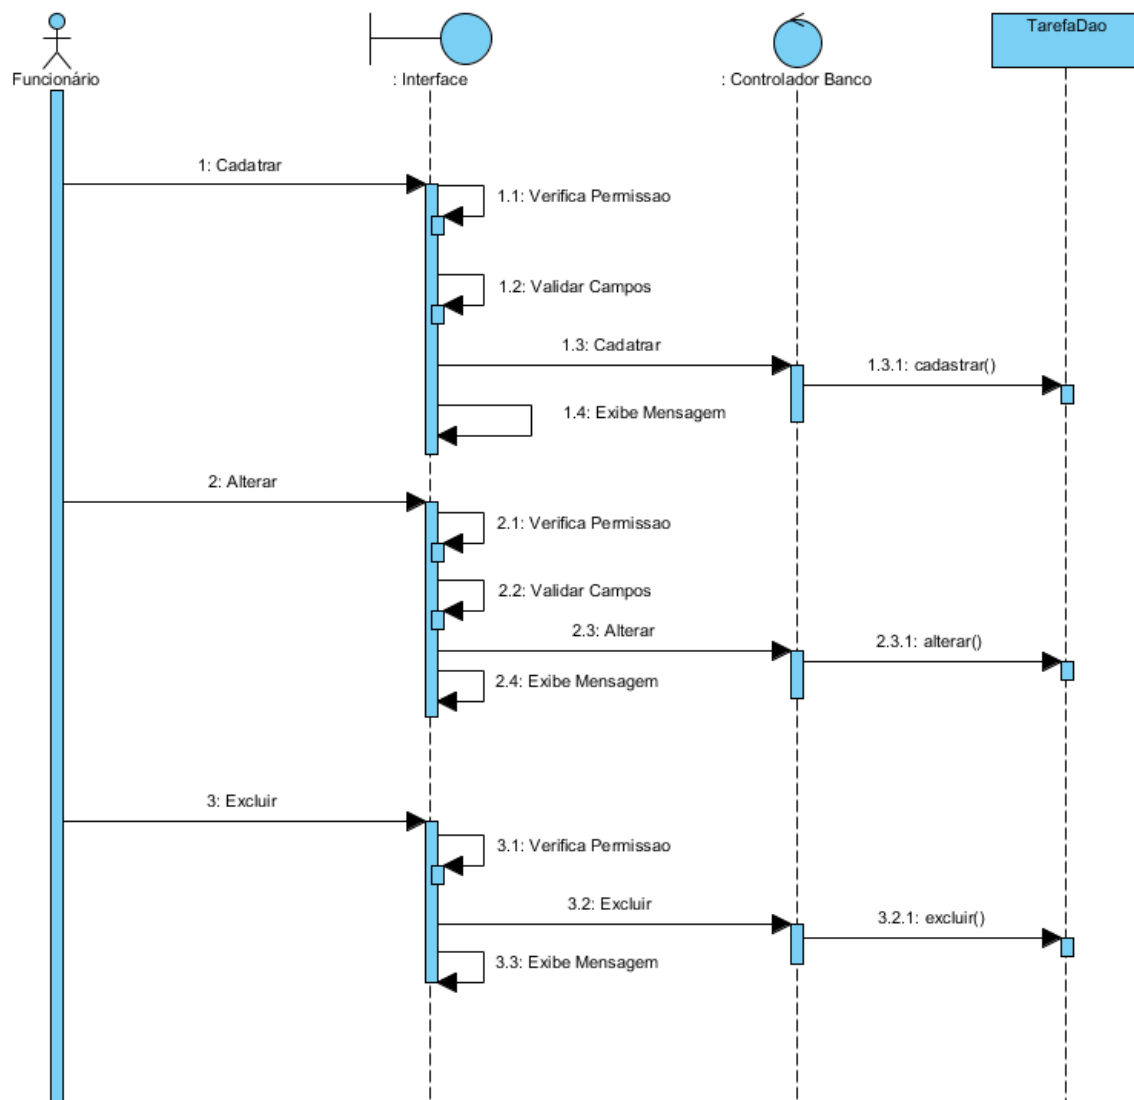 TarefaDao
Funcionário
: Interface
: Controlador Banco
1: Cadatrar
1.1: Verifica Permissao
1.2: Validar Campos
1.3: Cadatrar
1.3.1: cadastrar()
1.4: Exibe Mensagem
2: Alterar
2.1: Verifica Permissao
2.2: Validar Campos
2.3: Alterar
2.3.1: alterar()
2.4: Exibe Mensagem
3: Excluir
3.1: Verifica Permissao
3.2: Excluir
3.2.1: excluir()
3.3: Exibe Mensagem